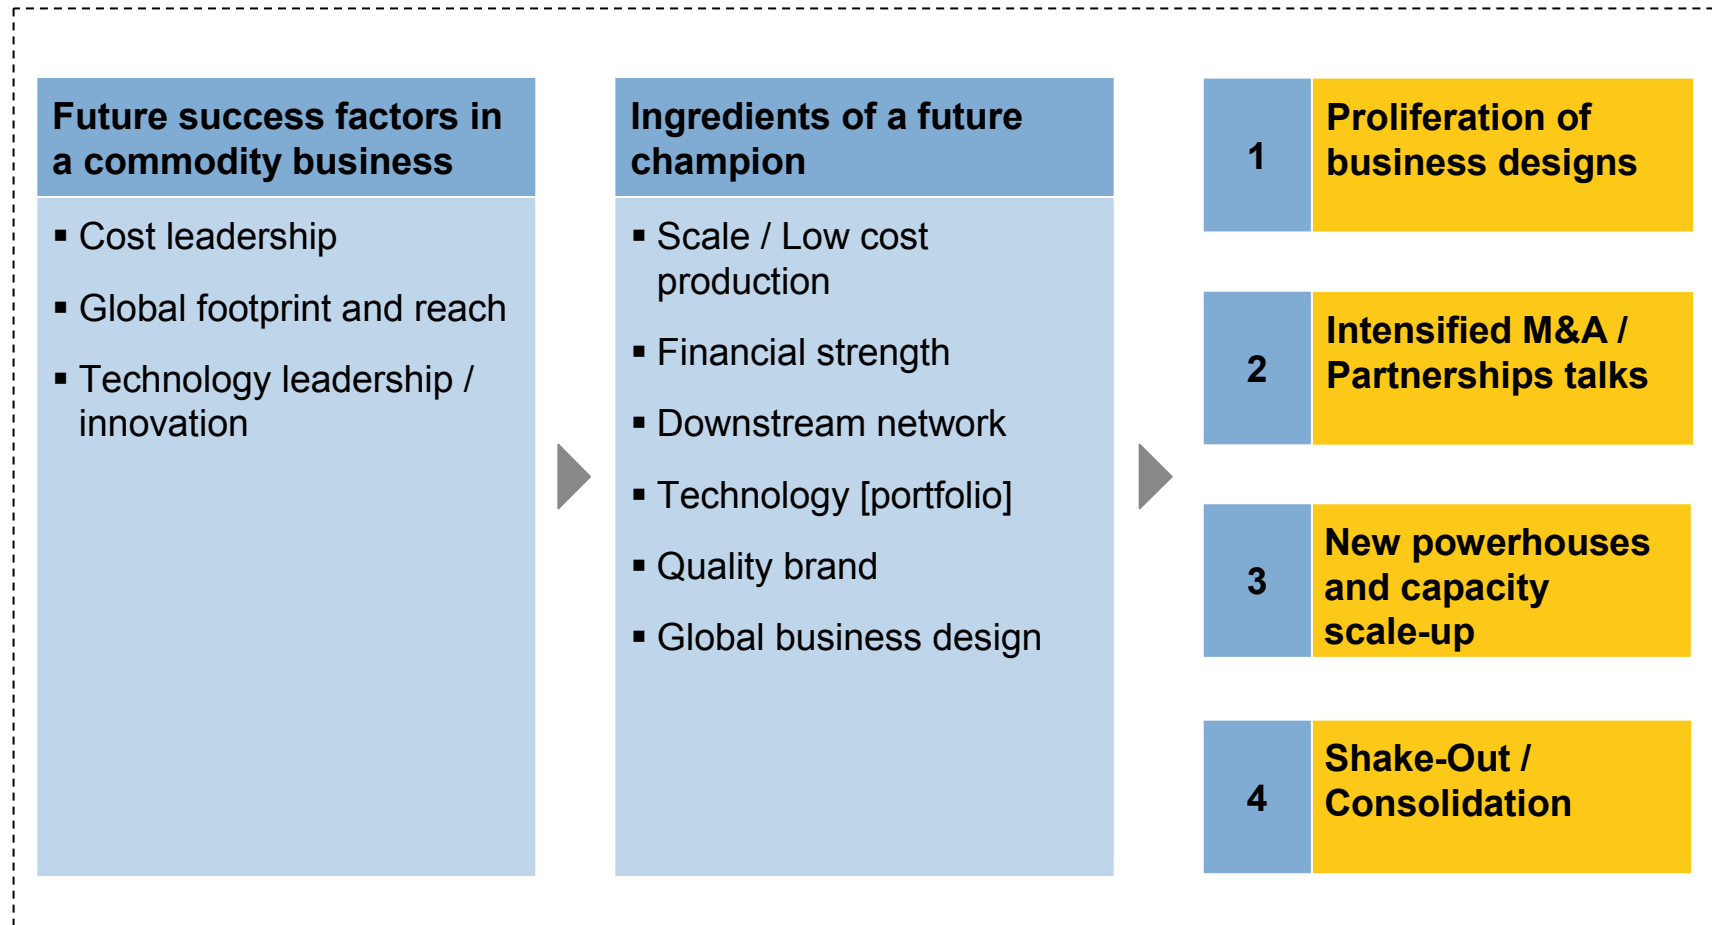 Future success factors in
a commodity business
▪ Cost leadership
▪ Global footprint and reach
▪ Technology leadership /
innovation
Ingredients of a future
champion
▪ Scale / Low cost
production
▪ Financial strength
▪ Downstream network
▪ Technology [portfolio]
▪ Quality brand
▪ Global business design
1
Proliferation of
business designs
2
Intensified M&A /
Partnerships talks
3
New powerhouses
and capacity
scale-up
4
Shake-Out /
Consolidation